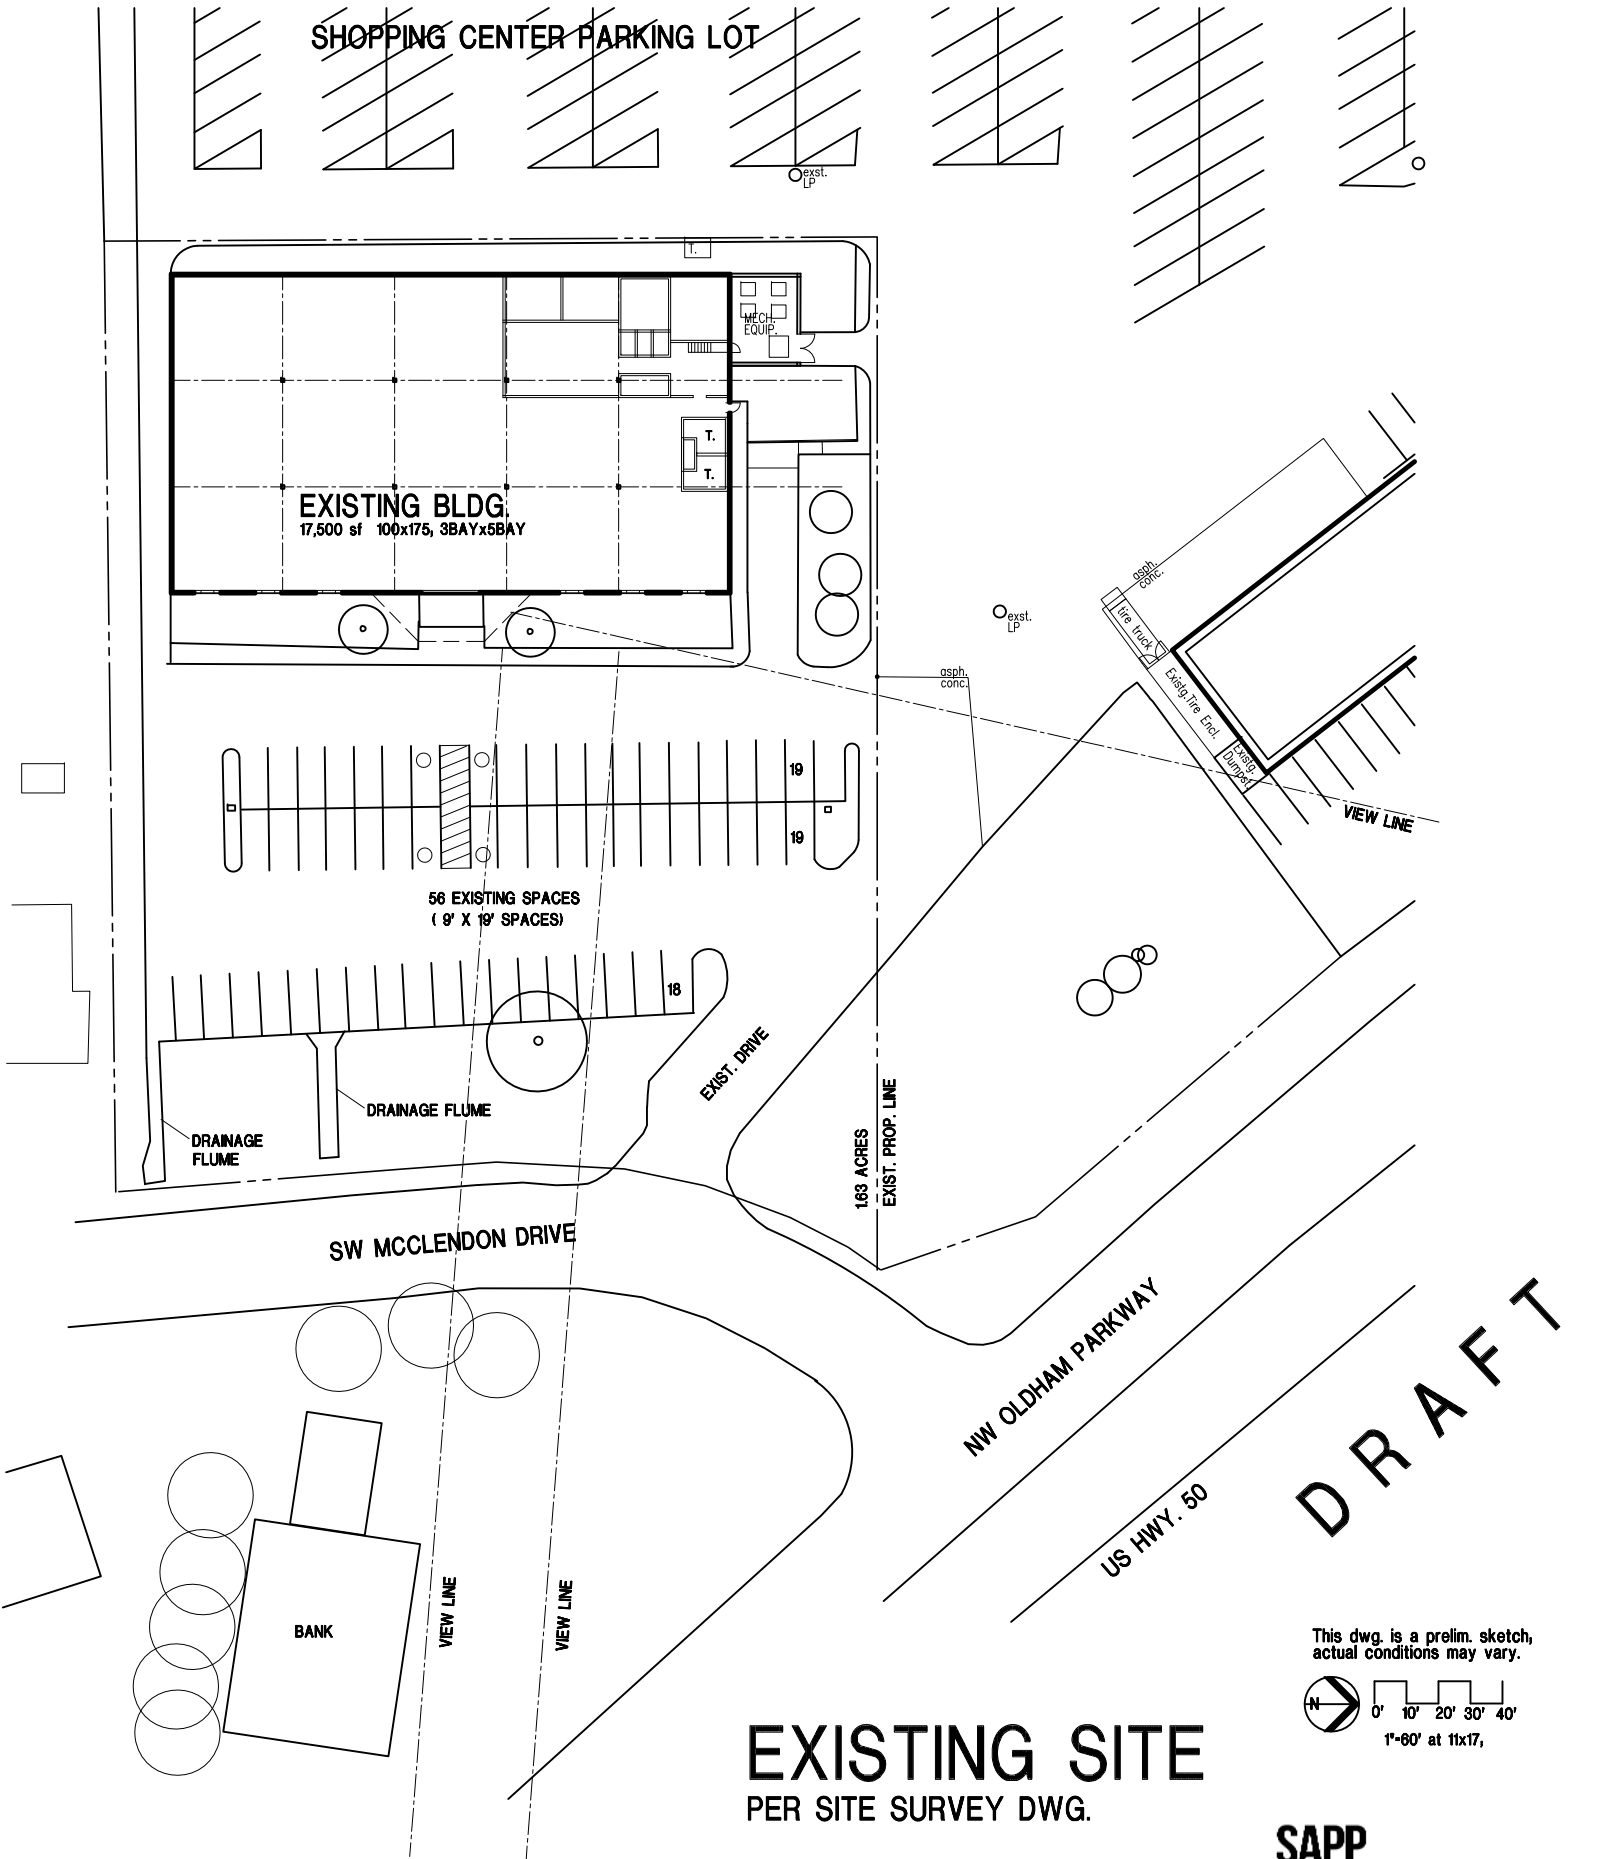 SHOPPING CENTER PARKING LOT
exst.
LP
T.
MECH.
EQUIP.
T.
T.
EXISTING BLDG.
17,500 sf 100x175, 3BAYx5BAY
asph.
conc.
tire truck
exst.
LP
Existg.Tire Encl.
asph.
conc.
Existg.
Dumpst.
19
VIEW LINE
19
56 EXISTING SPACES
( 9' X 19' SPACES)
18
EXIST. DRIVE
DRAINAGE FLUME
DRAINAGE
FLUME
1.63 ACRES
EXIST. PROP. LINE
SW MCCLENDON DRIVE
NW OLDHAM PARKWAY
DRAFT
US HWY. 50
BANK
VIEW LINE
VIEW LINE
This dwg. is a prelim. sketch,
actual conditions may vary.
N
0' 10' 20' 30' 40'
1"-60' at 11x17,
EXISTING SITE
PER SITE SURVEY DWG.
SAPP